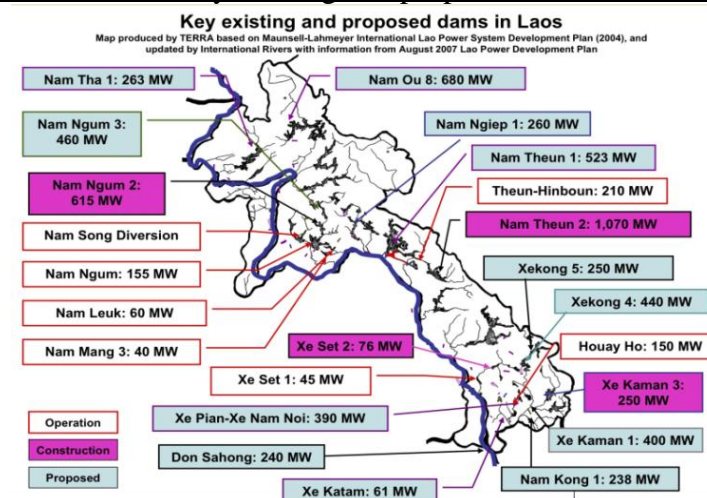 Key existing and proposed dams in Laos
Map produced by TERRA based on Maunsell-Lahmeyer International Lao Power System Development Plan (2004), and
updated by International Rivers with information from August 2007 Lao Power Development Plan
Nam Tha 1: 263 MW
Nam Ou 8: 680 MW
Nam Ngum 3:
460 MW
Nam Ngiep 1: 260 MW
Nam Theun 1: 523 MW
Nam Ngum 2:
615 MW
Theun-Hinboun: 210 MW
Nam Theun 2: 1,070 MW
Nam Song Diversion
Nam Ngum: 155 MW
Xekong 5: 250 MW
Nam Leuk: 60 MW
Xekong 4: 440 MW
Nam Mang 3: 40 MW
Xe Set 2: 76 MW
Houay Ho: 150 MW
Xe Set 1: 45 MW
Xe Kaman 3:
250 MW
Operation
Xe Pian-Xe Nam Noi: 390 MW
Construction
Xe Kaman 1: 400 MW
Don Sahong: 240 MW
Proposed
Nam Kong 1: 238 MW
Xe Katam: 61 MW